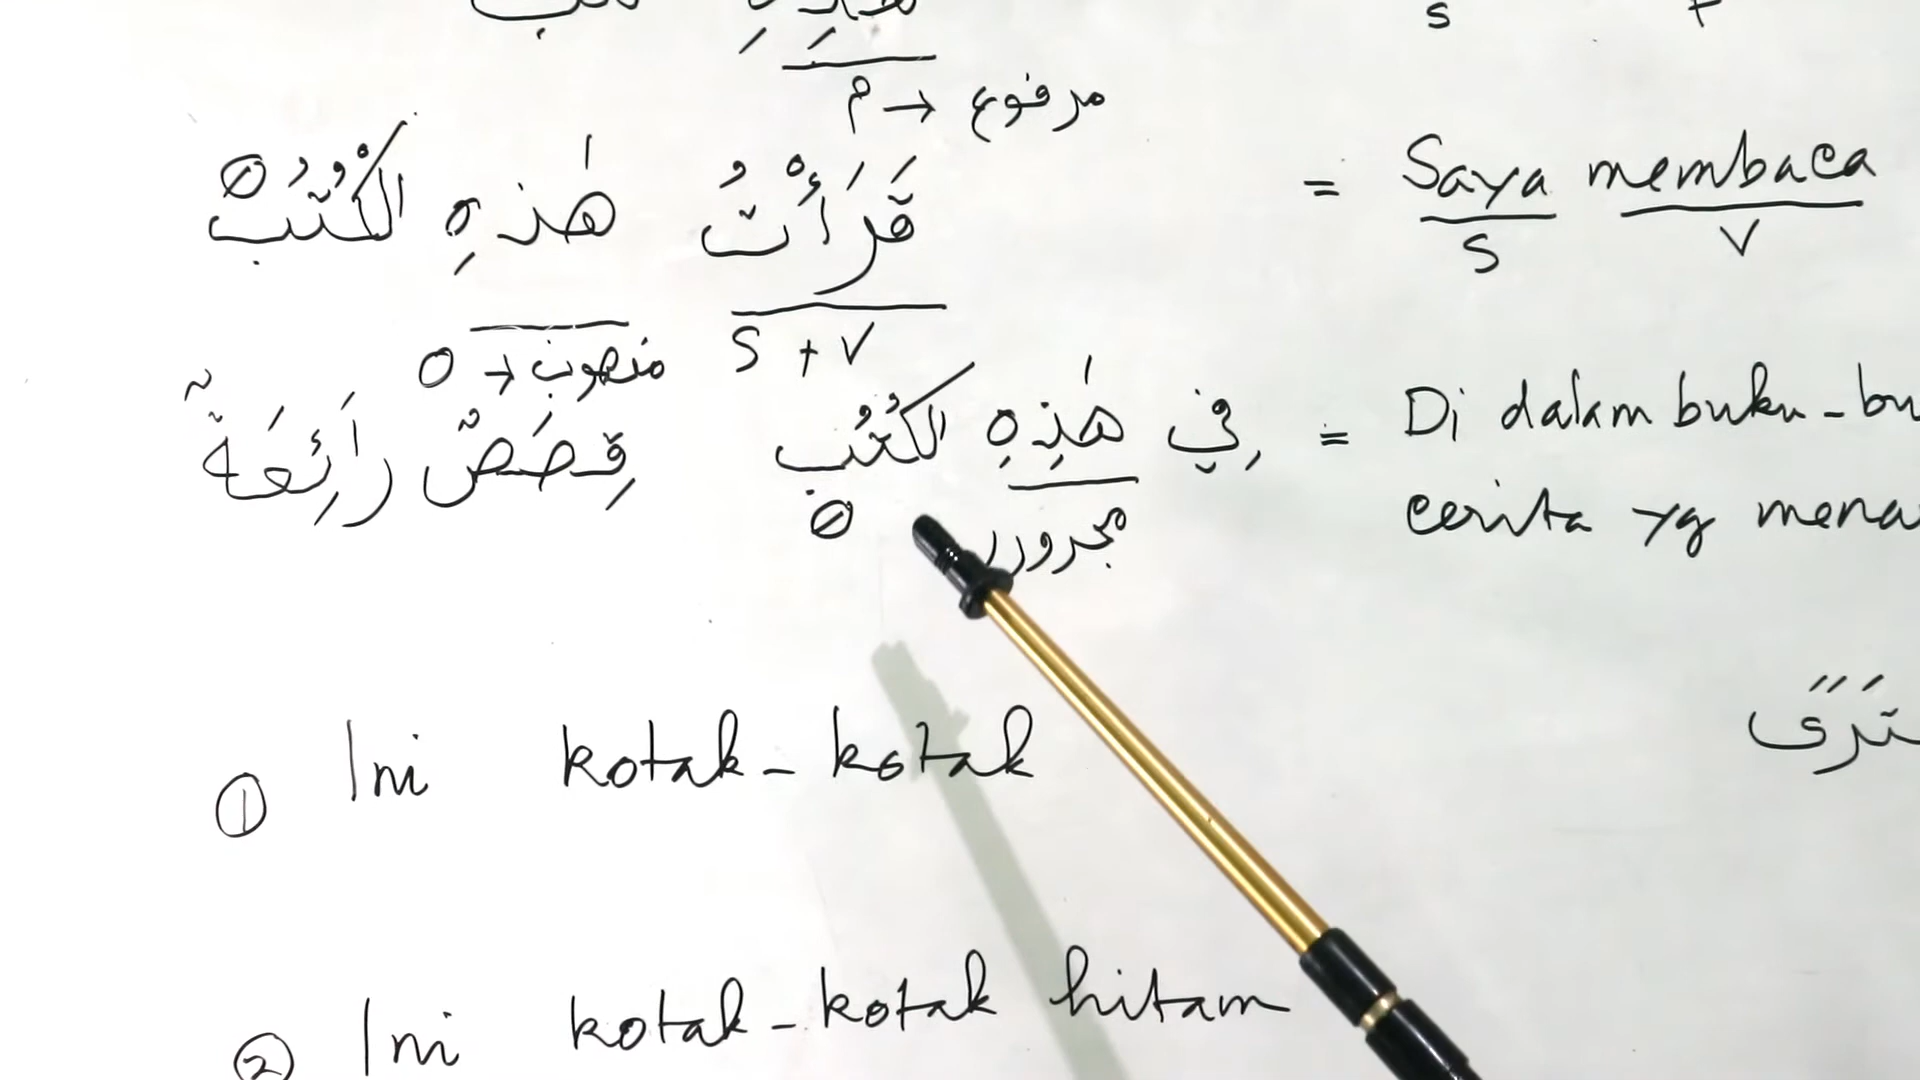 S
مرفوع → م
قَرَأْتُ هٰذِهِ الْكُتُبَ = Saya membaca
S + V S V
منصوب → O
فِي هٰذِهِ الْكُتُبِ قِصَصٌ رَائِعَةٌ = Di dalam buku-bu
مجرور cerita yg mena
① Ini kotak-kotak
② Ini kotak-kotak hitam